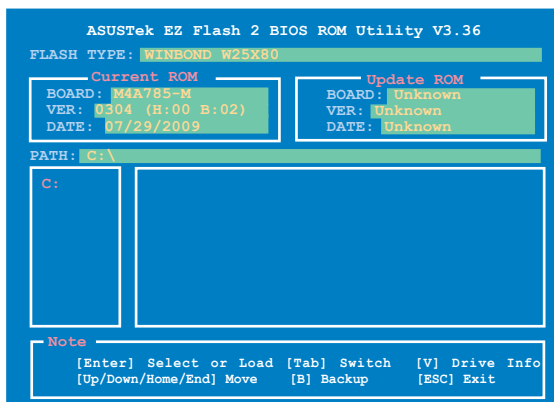 ASUSTek EZ Flash 2 BIOS ROM Utility V3.36
FLASH TYPE: WINBOND W25X80
Current ROM
BOARD: M4A785-M
VER: 0304 (H:00 B:02)
DATE: 07/29/2009
Update ROM
BOARD: Unknown
VER: Unknown
DATE: Unknown
PATH: C:\
C:
Note
[Enter] Select or Load [Tab] Switch [V] Drive Info
[Up/Down/Home/End] Move [B] Backup [ESC] Exit